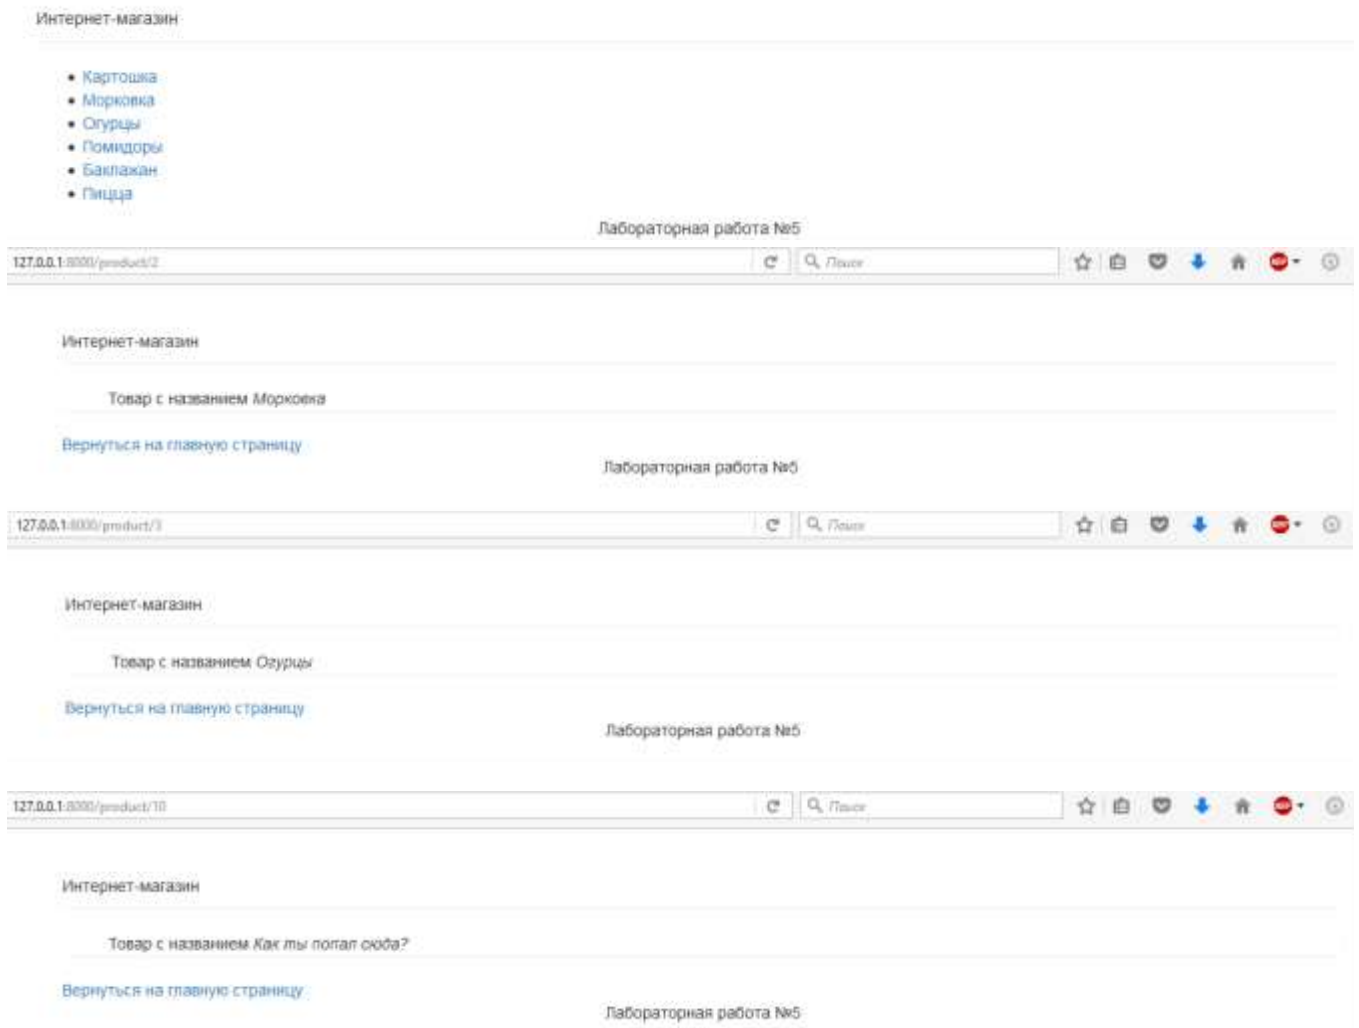 Интернет-магазин
Картошка
Морковка
Огурцы
Помидоры
Баклажан
Пицца
Лабораторная работа №5
127.0.0.1:8000/product/2
Поиск
Интернет-магазин
Товар с названием Морковка
Вернуться на главную страницу
Лабораторная работа №5
127.0.0.1:8000/product/3
Поиск
Интернет-магазин
Товар с названием Огурцы
Вернуться на главную страницу
Лабораторная работа №5
127.0.0.1:8000/product/10
Поиск
Интернет-магазин
Товар с названием Как ты попал сюда?
Вернуться на главную страницу
Лабораторная работа №5